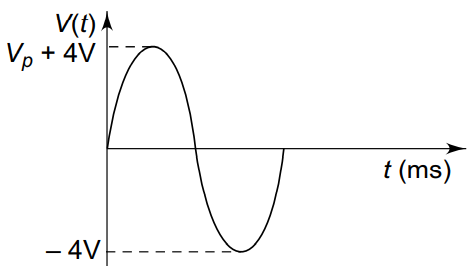 V(t)
Vp + 4V
t (ms)
– 4V